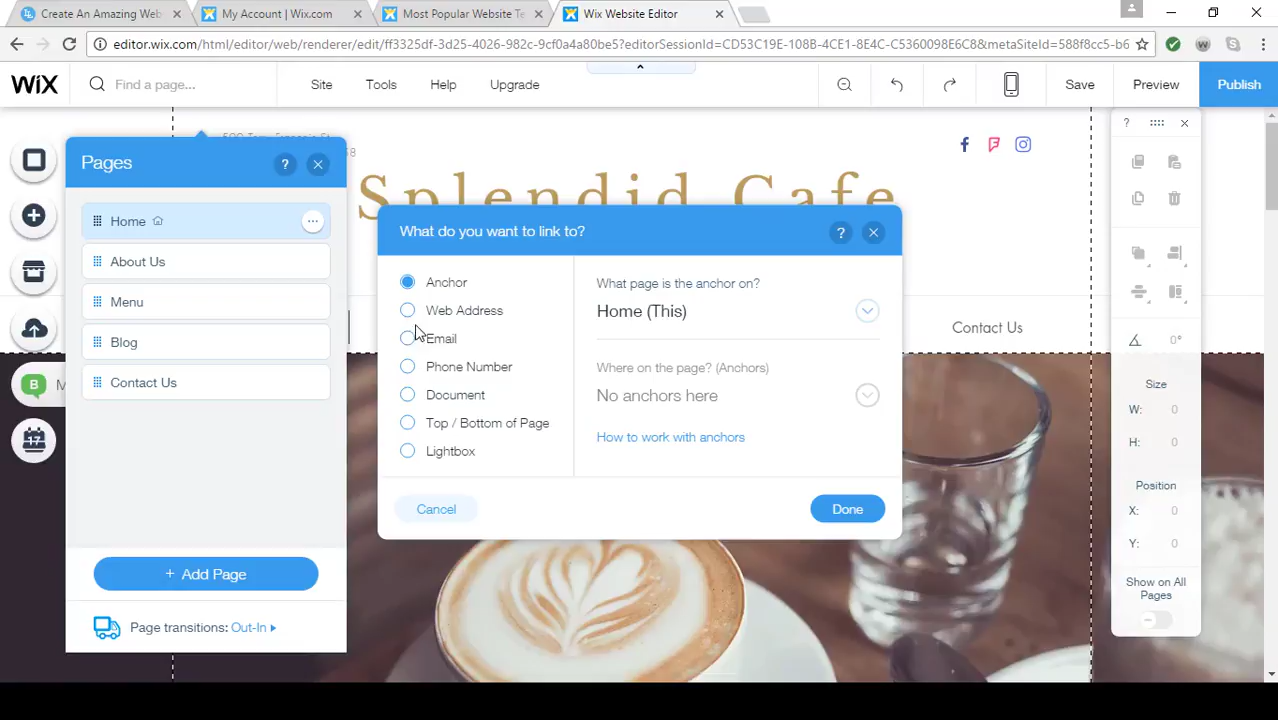 Create An Amazing Web
My Account | Wix.com
Most Popular Website Te
Wix Website Editor
editor.wix.com/html/editor/web/renderer/edit/ff3325df-3d25-4026-982c-9cf0a4a80be5?editorSessionId=CD53C19E-108B-4CE1-8E4C-C5360098E6C8&metaSiteId=588f8cc5-b6
WiX
Find a page...
Site
Tools
Help
Upgrade
Save
Preview
Publish
Pages
?
Home
About Us
Menu
Blog
Contact Us
+ Add Page
Page transitions: Out-In
Splendid Cafe
Contact Us
What do you want to link to?
?
Anchor
Web Address
Email
Phone Number
Document
Top / Bottom of Page
Lightbox
What page is the anchor on?
Home (This)
Where on the page? (Anchors)
No anchors here
How to work with anchors
Cancel
Done
?
0°
Size
W: 0
H: 0
Position
X: 0
Y: 0
Show on All
Pages
B
17